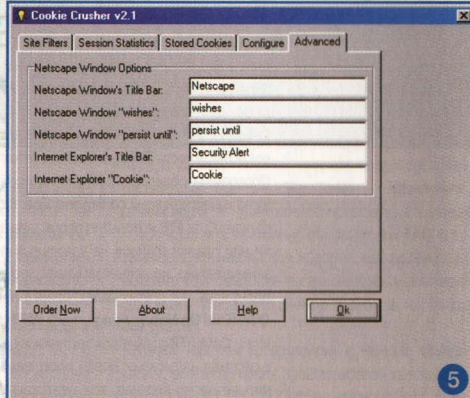 Cookie Crusher v2.1
Site Filters Session Statistics Stored Cookies Configure Advanced
Netscape Window Options
Netscape Window's Title Bar: Netscape
Netscape Window "wishes": wishes
Netscape Window "persist until": persist until
Internet Explorer's Title Bar: Security Alert
Internet Explorer "Cookie": Cookie
Order Now About Help Ok
5